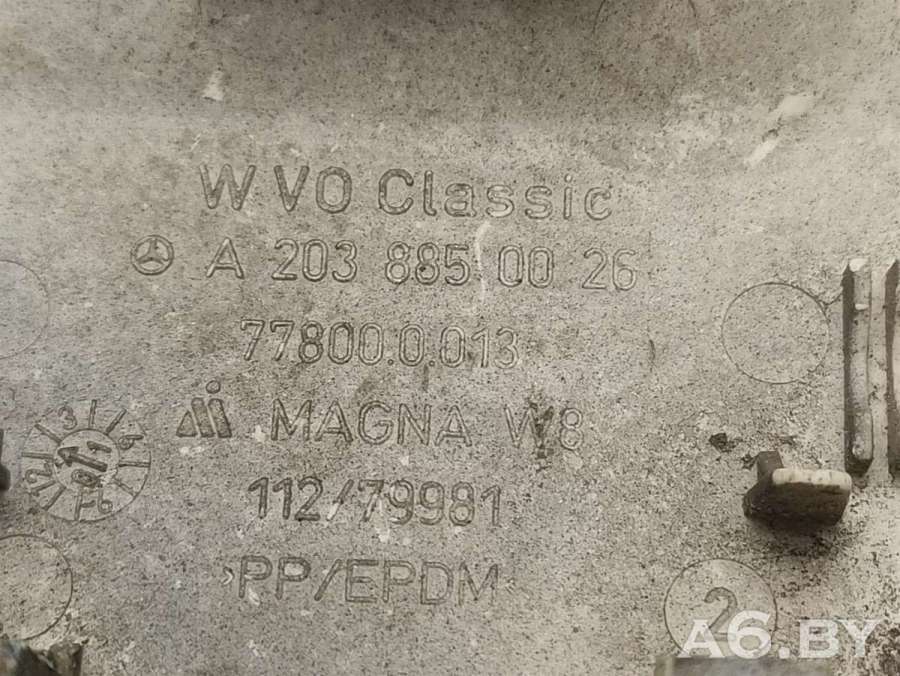 W VO Classic
A 203 885 00 26
77800.0.013
MAGNA W8
112/79981
>PP/EPDM<
2
A6.BY